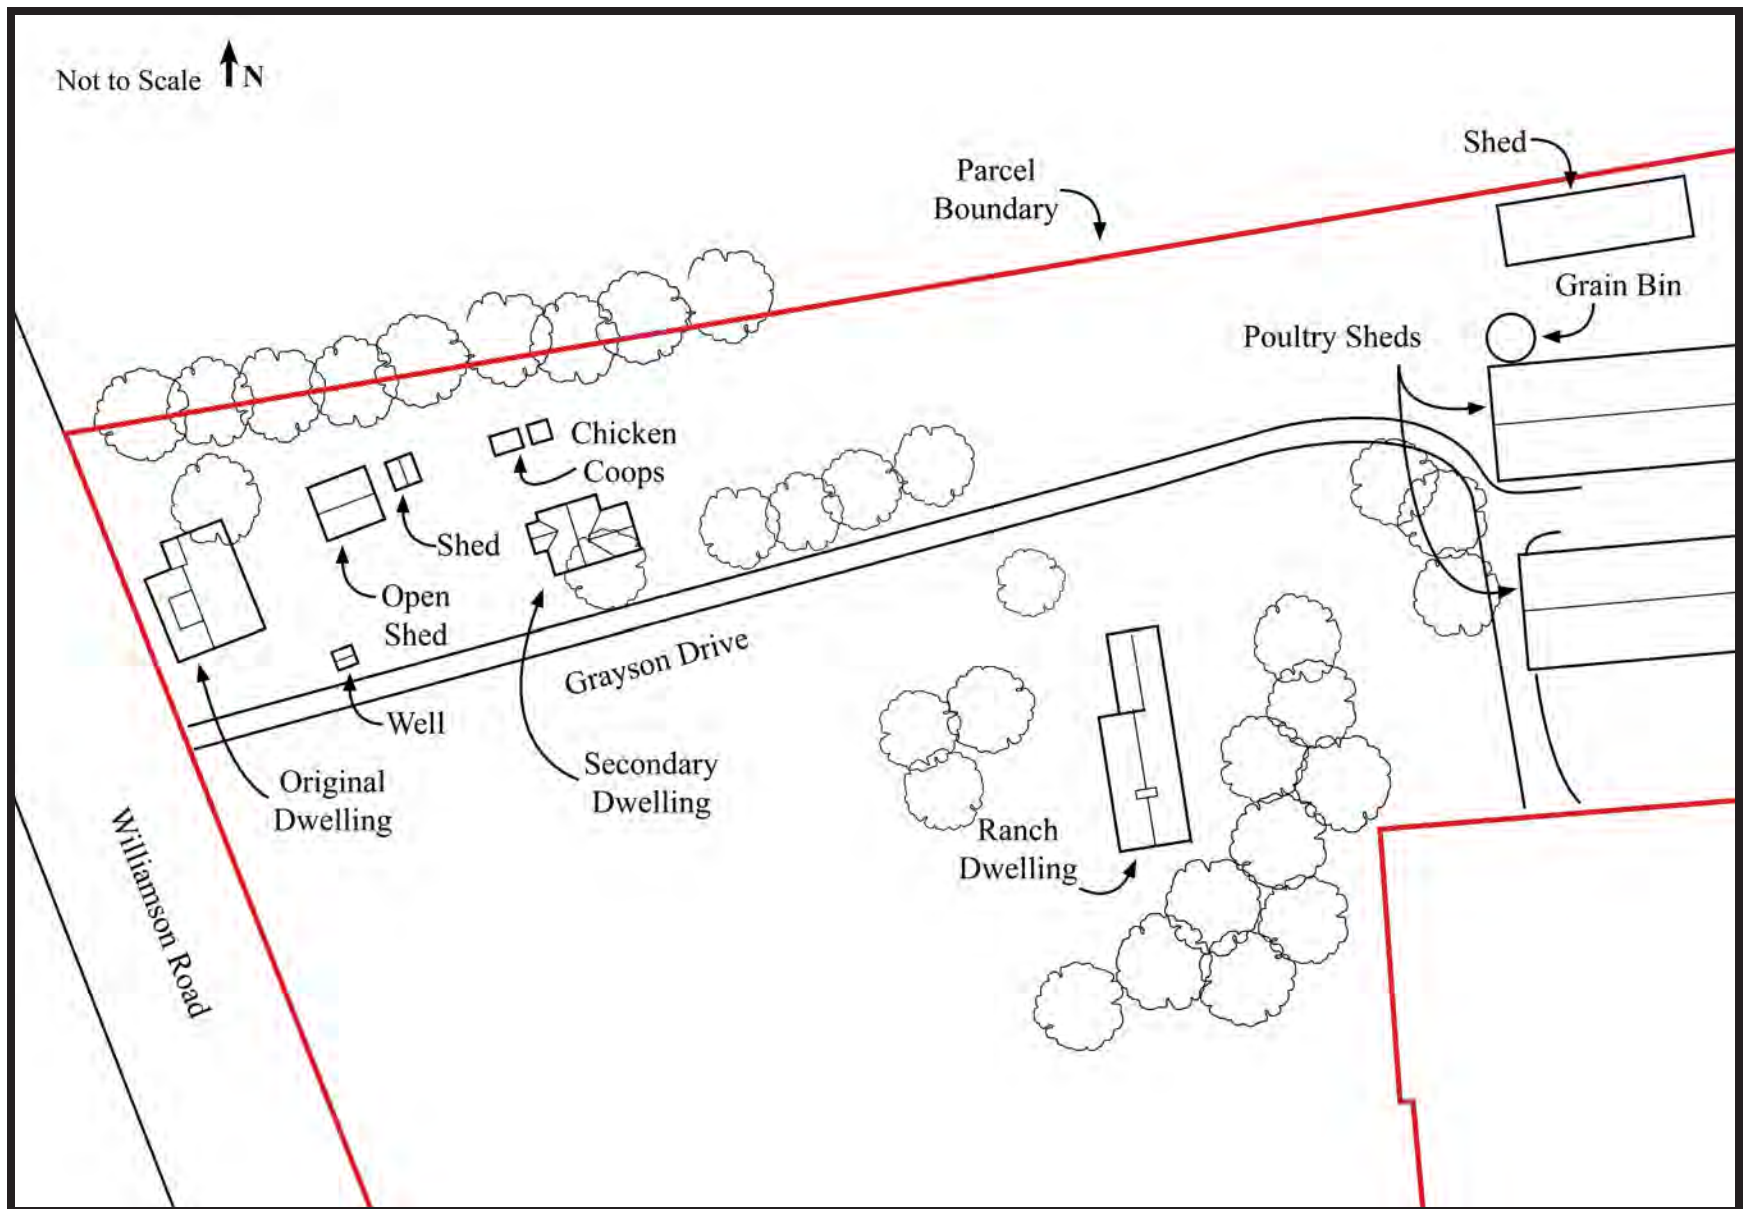 Not to Scale
N
Shed
Parcel
Boundary
Grain Bin
Poultry Sheds
Chicken
Coops
Shed
Open
Shed
Grayson Drive
Well
Secondary
Dwelling
Original
Dwelling
Ranch
Dwelling
Williamson Road